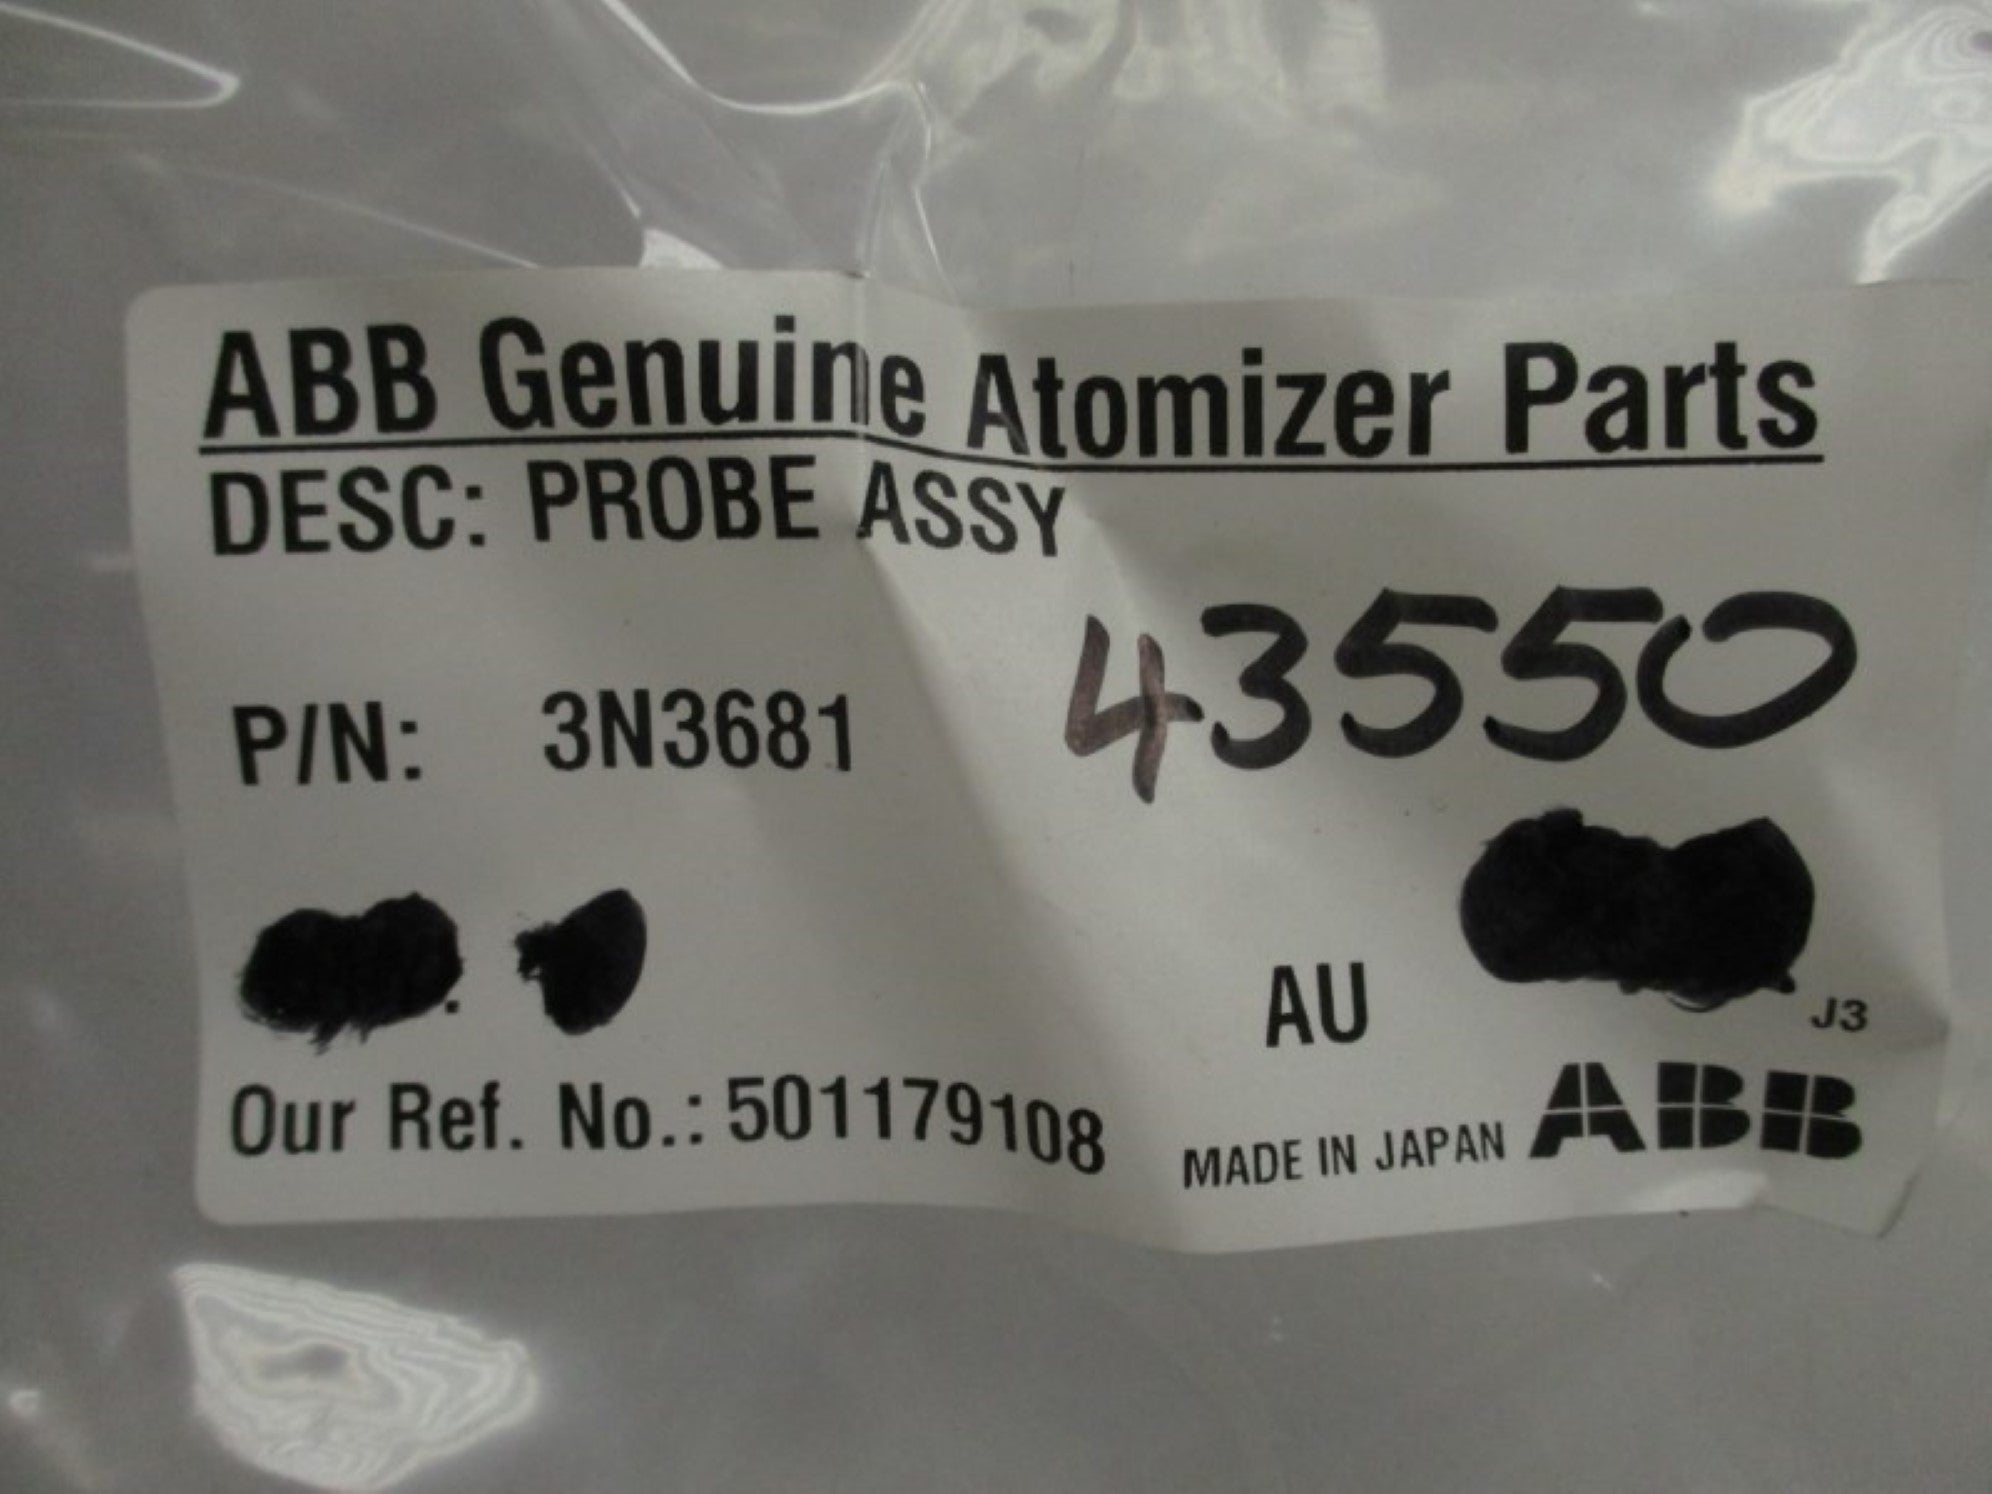 ABB Genuine Atomizer Parts
DESC: PROBE ASSY
43550
P/N: 3N3681
AU
J3
Our Ref. No.: 501179108
MADE IN JAPAN ABB